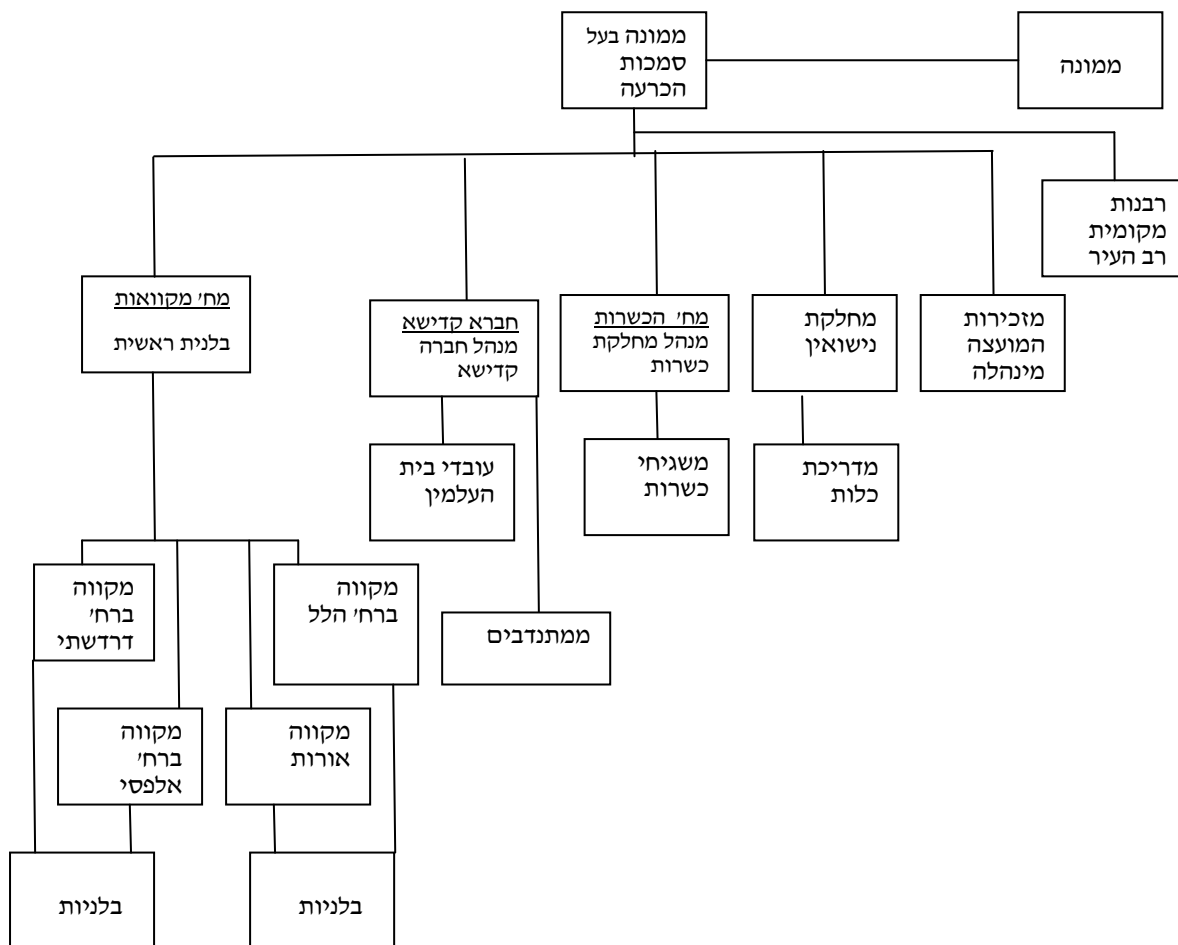 ממונה
ממונה בעל
סמכות
הכרעה
רבנות
מקומית
רב העיר
מזכירות
המועצה
מינהלה
מחלקת
נישואין
מח' הכשרות
מנהל מחלקת
כשרות
חברא קדישא
מנהל חברה
קדישא
מח' מקוואות
בלנית ראשית
מדריכת
כלות
משגיחי
כשרות
עובדי בית
העלמין
ממתנדבים
מקווה
ברח' הלל
מקווה
ברח'
דרדשתי
מקווה
אורות
מקווה
ברח'
אלפסי
בלניות
בלניות